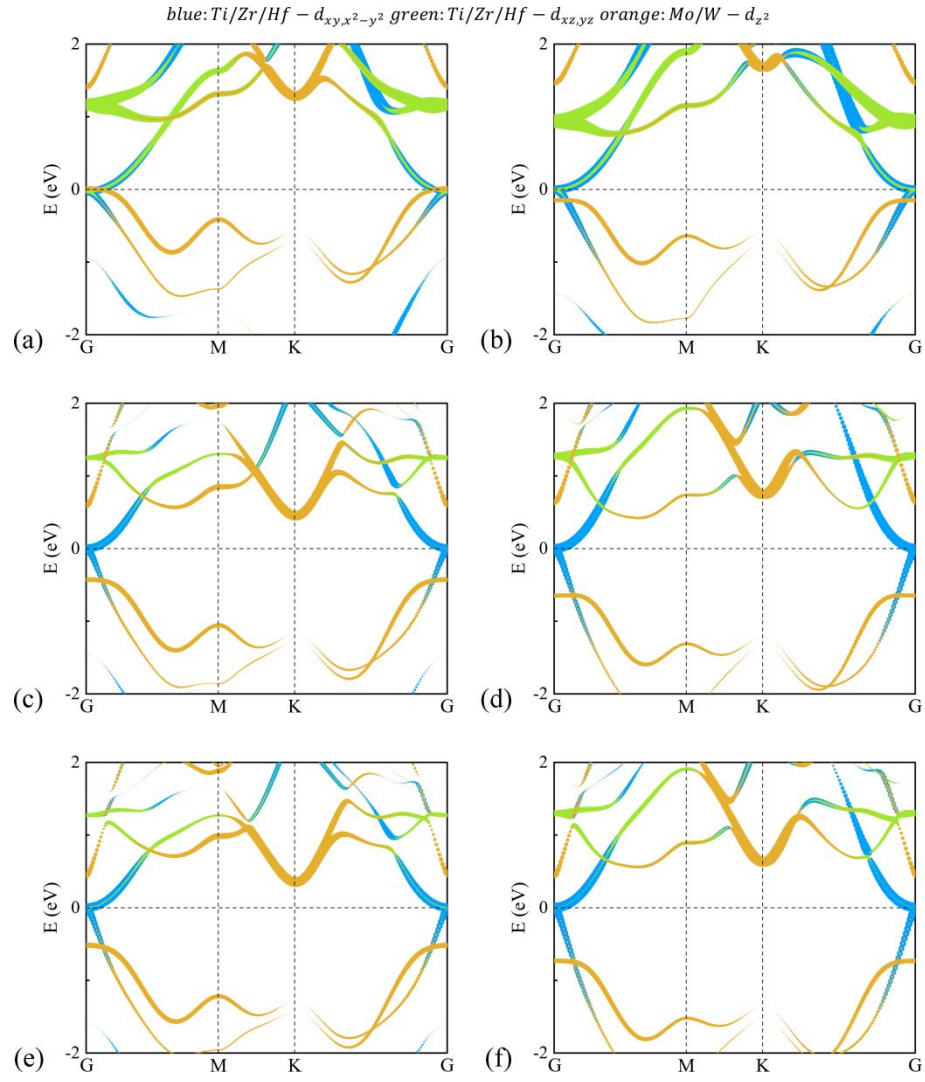 blue: Ti/Zr/Hf − d_{xy,x²−y²} green: Ti/Zr/Hf − d_{xz,yz} orange: Mo/W − d_{z²}
2 2
E (eV) 0 E (eV) 0
-2 -2
(a) G M K G (b) G M K G
2 2
E (eV) 0 E (eV) 0
-2 -2
(c) G M K G (d) G M K G
2 2
E (eV) 0 E (eV) 0
-2 -2
(e) G M K G (f) G M K G